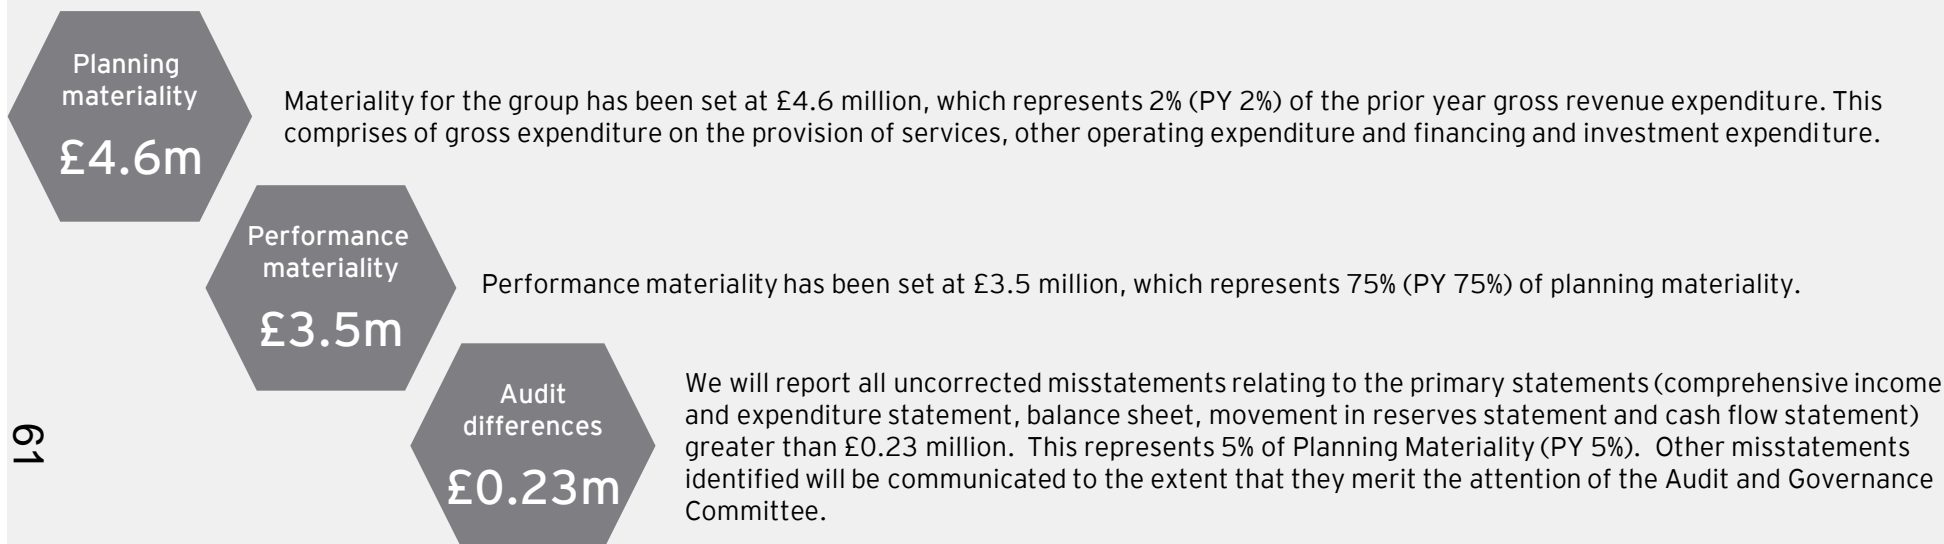 Planning
materiality
£4.6m
Materiality for the group has been set at £4.6 million, which represents 2% (PY 2%) of the prior year gross revenue expenditure. This
comprises of gross expenditure on the provision of services, other operating expenditure and financing and investment expenditure.
Performance
materiality
£3.5m
Performance materiality has been set at £3.5 million, which represents 75% (PY 75%) of planning materiality.
Audit
differences
£0.23m
We will report all uncorrected misstatements relating to the primary statements (comprehensive income
and expenditure statement, balance sheet, movement in reserves statement and cash flow statement)
greater than £0.23 million. This represents 5% of Planning Materiality (PY 5%). Other misstatements
identified will be communicated to the extent that they merit the attention of the Audit and Governance
Committee.
61